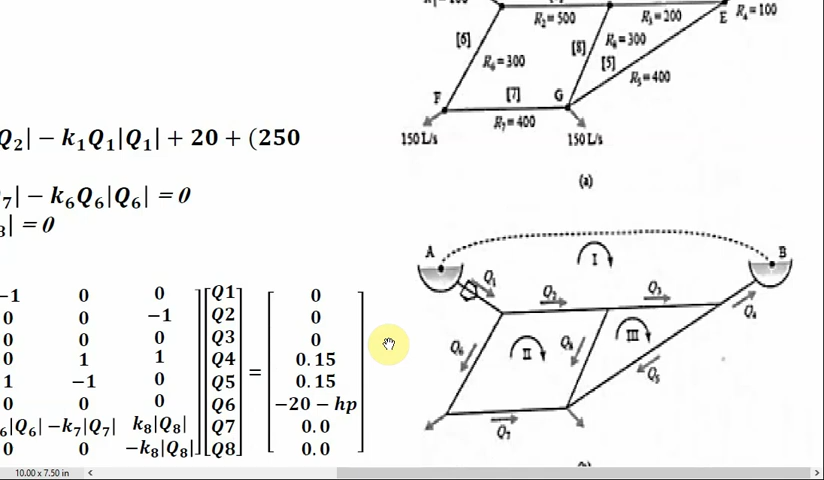 R₂=500
R₃=200
E
R₄=100
[6]
[8]
R₈=300
R₆=300
[5]
R₅=400
F
[7]
G
R₇=400
150 L/s
150 L/s
(a)
Q₂| − k₁Q₁|Q₁| + 20 + (250
₇| − k₆Q₆|Q₆| = 0
₈| = 0
A
B
I
Q₁
Q₂
Q₃
Q₄
Q₆
II
Q₈
III
Q₅
Q₇
−1 0 0 Q1 0
0 0 −1 Q2 0
0 0 0 Q3 0
0 1 1 Q4 0.15
1 −1 0 Q5 = 0.15
0 0 0 Q6 −20 − hp
₆|Q₆| −k₇|Q₇| k₈|Q₈| Q7 0.0
0 0 −k₈|Q₈| Q8 0.0
10.00 x 7.50 in